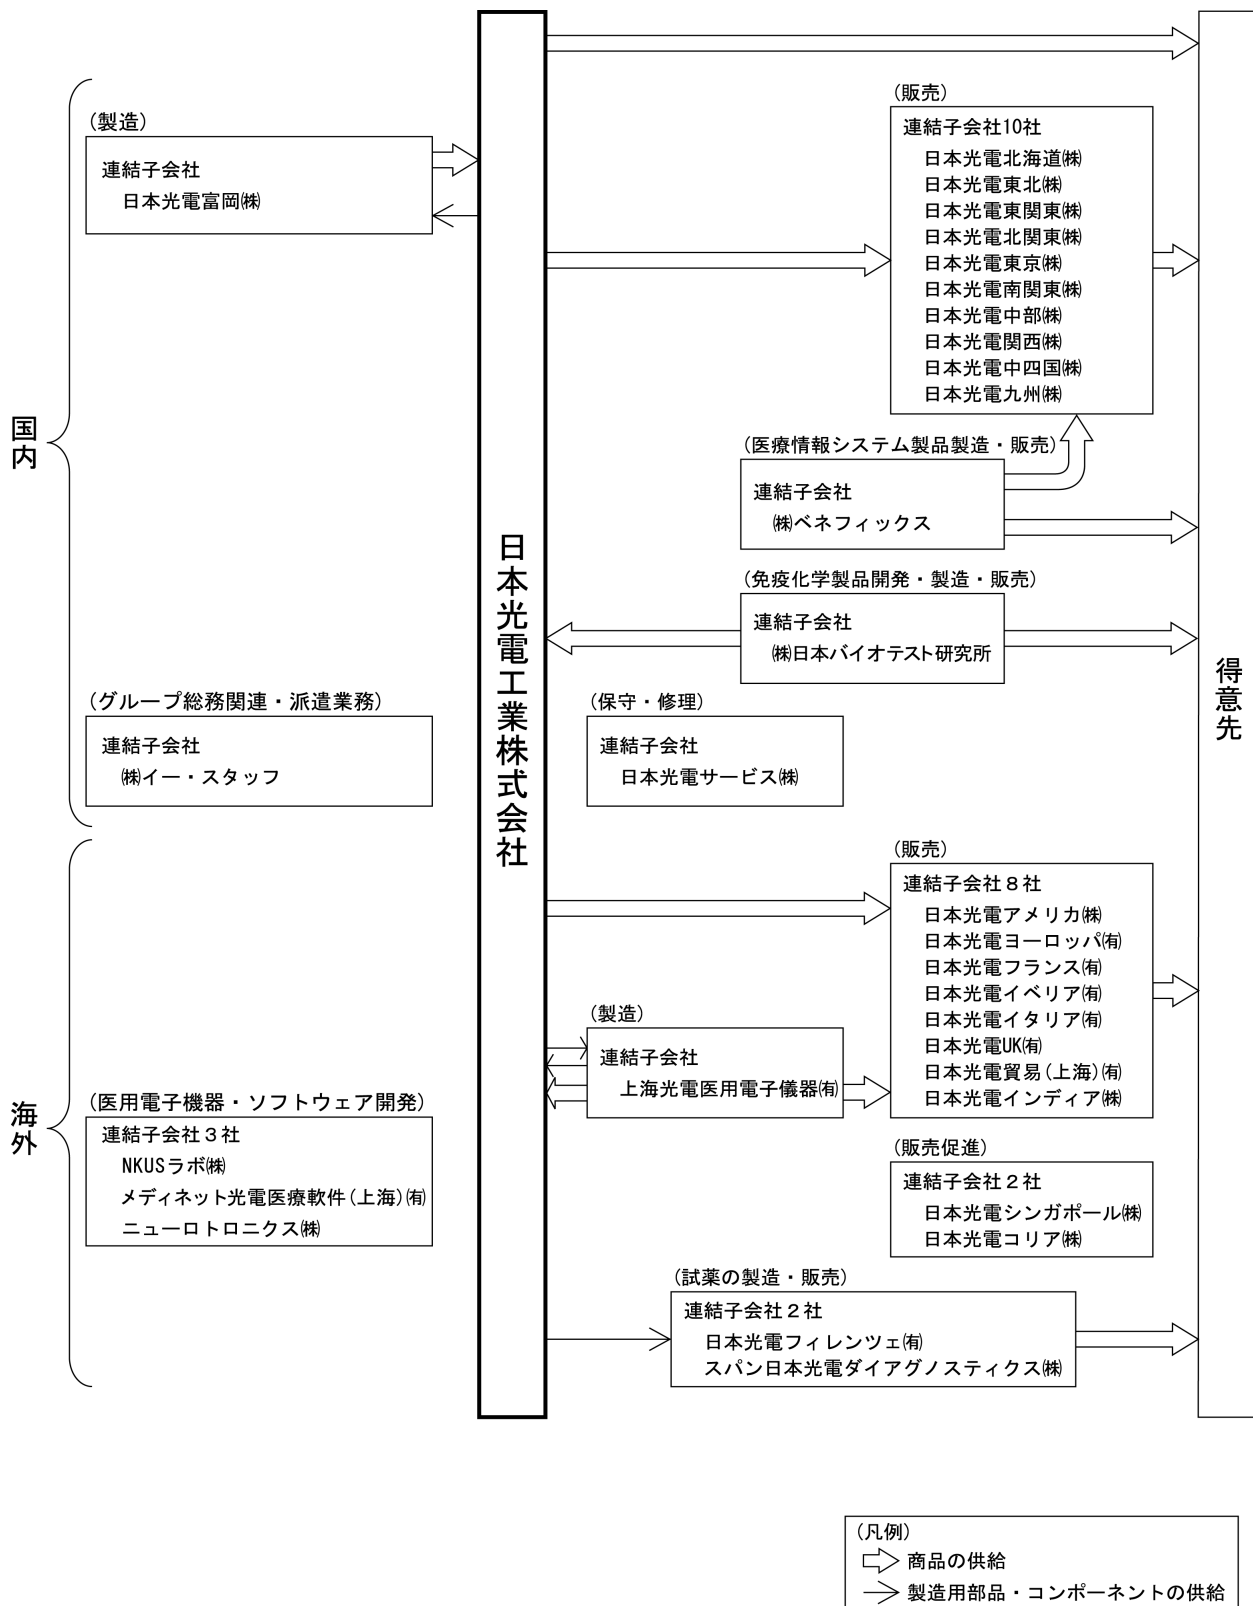 (製造)
連結子会社
日本光電富岡㈱
(販売)
連結子会社10社
日本光電北海道㈱
日本光電東北㈱
日本光電東関東㈱
日本光電北関東㈱
日本光電東京㈱
日本光電南関東㈱
日本光電中部㈱
日本光電関西㈱
日本光電中四国㈱
日本光電九州㈱
国内
(医療情報システム製品製造・販売)
連結子会社
㈱ベネフィックス
日本光電工業株式会社
(免疫化学製品開発・製造・販売)
連結子会社
㈱日本バイオテスト研究所
得意先
(グループ総務関連・派遣業務)
連結子会社
㈱イー・スタッフ
(保守・修理)
連結子会社
日本光電サービス㈱
(販売)
連結子会社８社
日本光電アメリカ㈱
日本光電ヨーロッパ㈲
日本光電フランス㈲
日本光電イベリア㈲
日本光電イタリア㈲
日本光電UK㈲
日本光電貿易(上海)㈲
日本光電インディア㈱
(製造)
連結子会社
上海光電医用電子儀器㈲
海外
(医用電子機器・ソフトウェア開発)
連結子会社３社
NKUSラボ㈱
メディネット光電医療軟件(上海)㈲
ニューロトロニクス㈱
(販売促進)
連結子会社２社
日本光電シンガポール㈱
日本光電コリア㈱
(試薬の製造・販売)
連結子会社２社
日本光電フィレンツェ㈲
スパン日本光電ダイアグノスティクス㈱
(凡例)
商品の供給
製造用部品・コンポーネントの供給